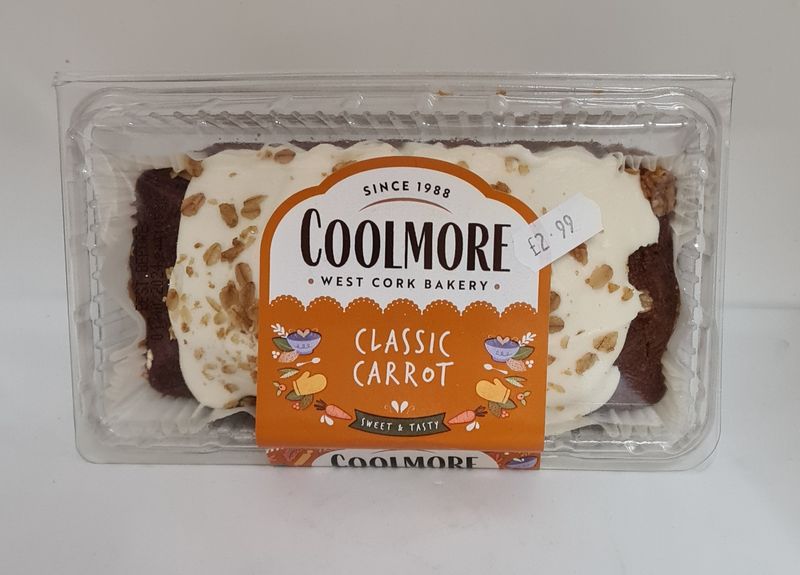 SINCE 1988
COOLMORE
• WEST CORK BAKERY •
£2.99
CLASSIC
CARROT
SWEET & TASTY
COOLMORE